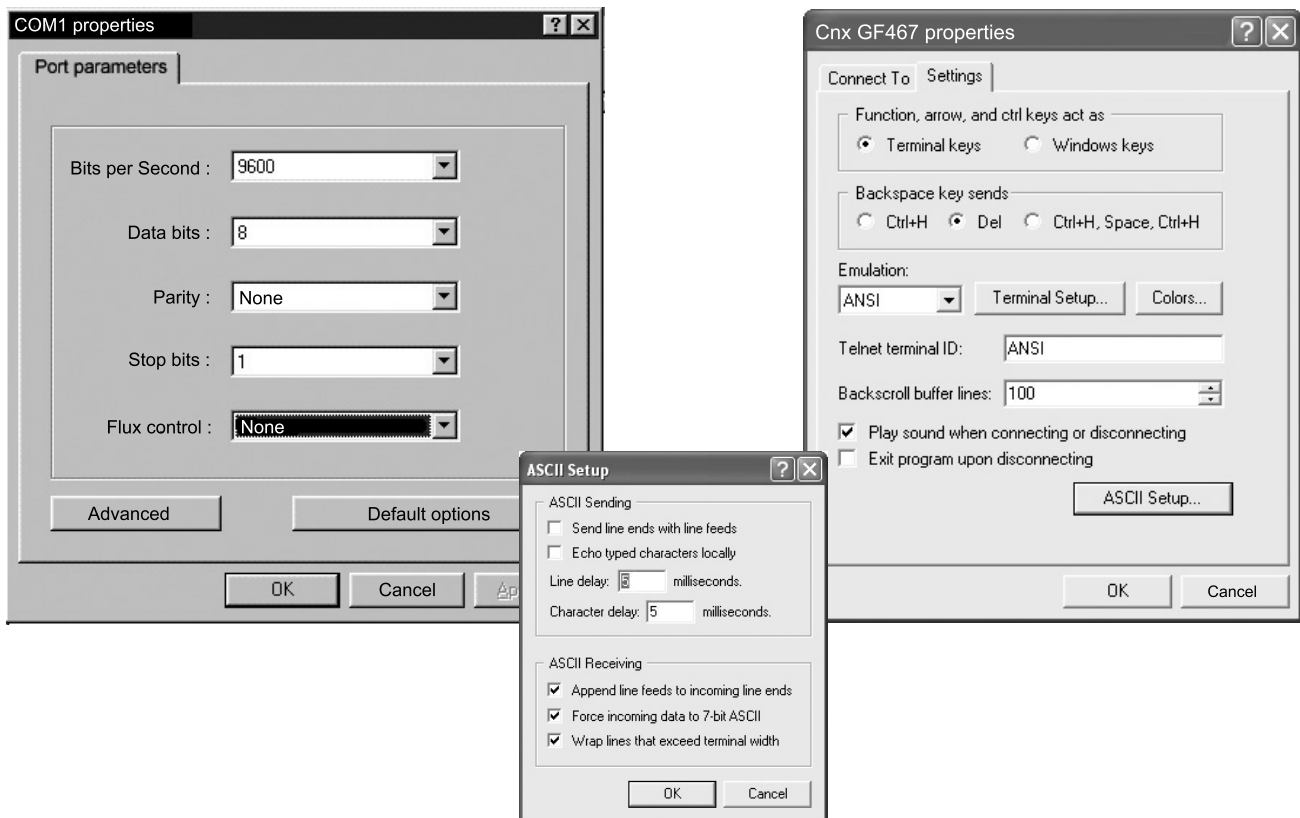 COM1 properties
Port parameters
Bits per Second : 9600
Data bits : 8
Parity : None
Stop bits : 1
Flux control : None
Advanced
Default options
OK
Cancel
Cnx GF467 properties
Connect To
Settings
Function, arrow, and ctrl keys act as
Terminal keys
Windows keys
Backspace key sends
Ctrl+H
Del
Ctrl+H, Space, Ctrl+H
Emulation:
ANSI
Terminal Setup...
Colors...
Telnet terminal ID: ANSI
Backscroll buffer lines: 100
Play sound when connecting or disconnecting
Exit program upon disconnecting
ASCII Setup...
OK
Cancel
ASCII Setup
ASCII Sending
Send line ends with line feeds
Echo typed characters locally
Line delay: 5 milliseconds.
Character delay: 5 milliseconds.
ASCII Receiving
Append line feeds to incoming line ends
Force incoming data to 7-bit ASCII
Wrap lines that exceed terminal width
OK
Cancel